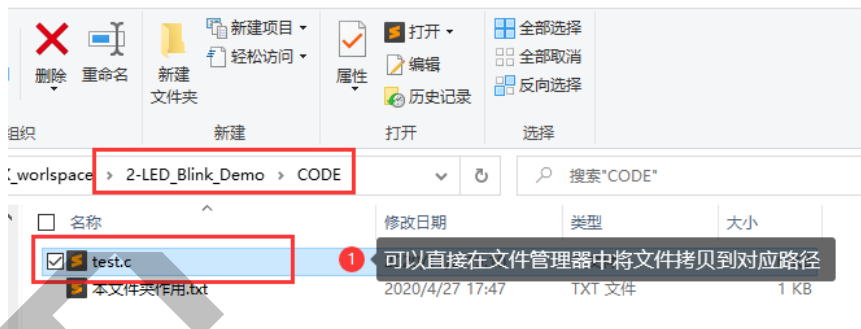 新建项目
打开
全部选择
轻松访问
编辑
全部取消
删除
重命名
新建
文件夹
属性
历史记录
反向选择
组织
新建
打开
选择
worlspace > 2-LED_Blink_Demo > CODE
搜索"CODE"
名称
修改日期
类型
大小
test.c
1 可以直接在文件管理器中将文件拷贝到对应路径
本文件夹作用.txt
2020/4/27 17:47
TXT 文件
1 KB